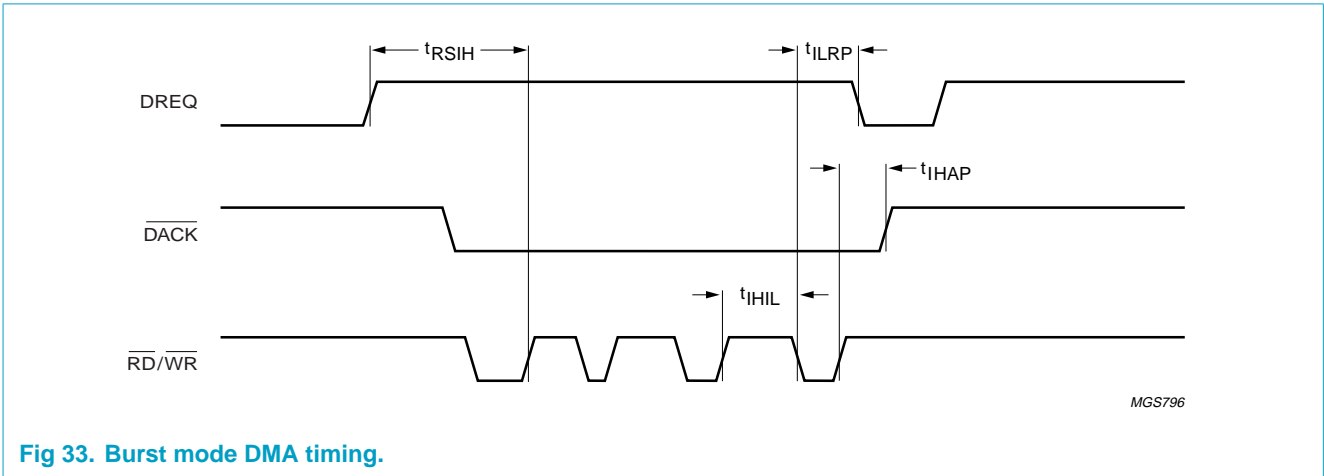 tRSIH
tILRP
DREQ
tIHAP
DACK
tIHIL
RD/WR
MGS796
Fig 33. Burst mode DMA timing.